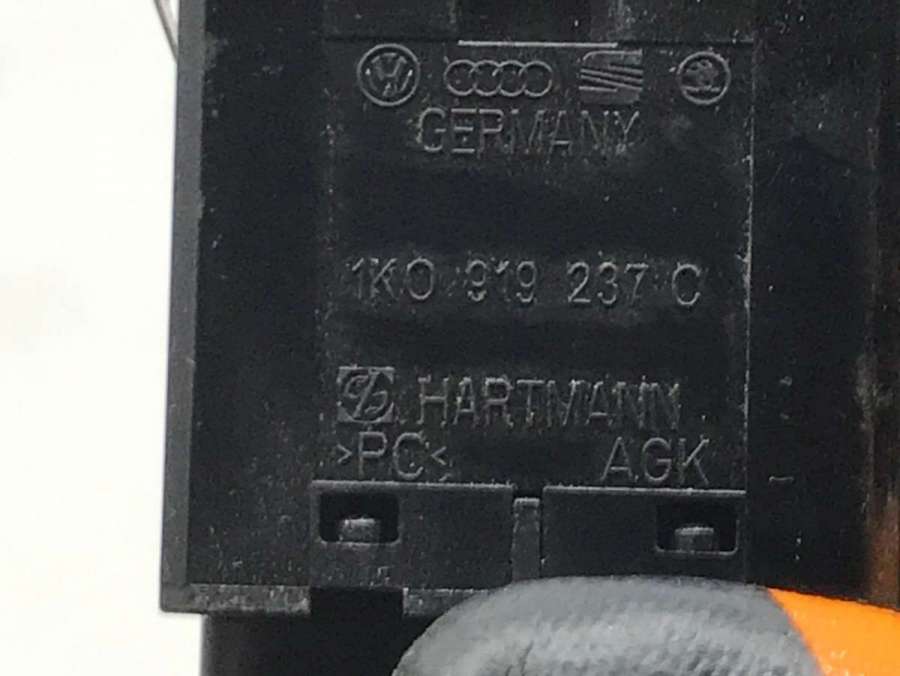 GERMANY
1K0 919 237 C
HARTMANN
>PC< AGK